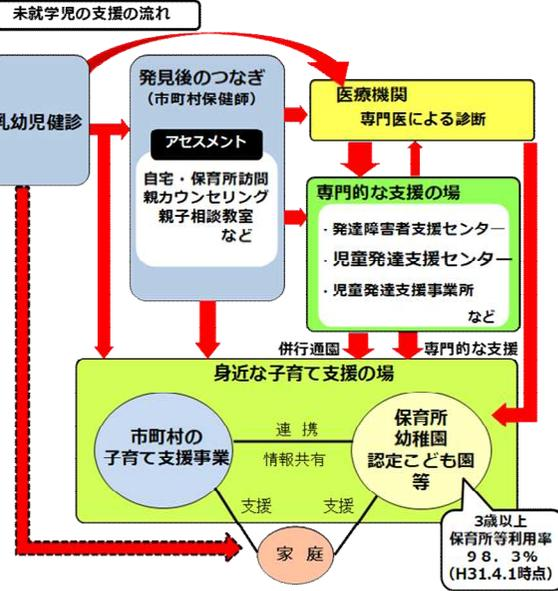 未就学児の支援の流れ
乳幼児健診
発見後のつなぎ
（市町村保健師）
アセスメント
自宅・保育所訪問
親カウンセリング
親子相談教室
など
医療機関
専門医による診断
専門的な支援の場
・発達障害者支援センター
・児童発達支援センター
・児童発達支援事業所
など
併行通園
専門的な支援
身近な子育て支援の場
市町村の
子育て支援事業
連 携
情報共有
保育所
幼稚園
認定こども園
等
支援
支援
家 庭
3歳以上
保育所等利用率
９８．３％
（H31.4.1時点）